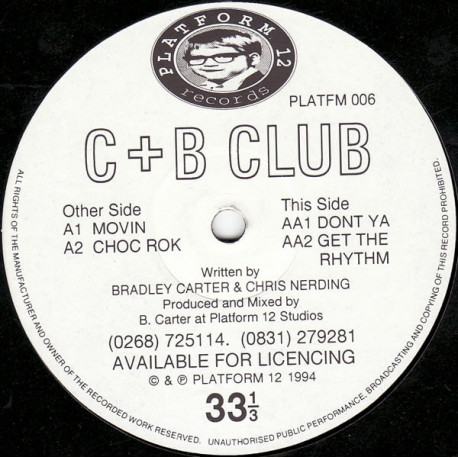 PLATFORM 12
records
PLATFM 006
C+B CLUB
Other Side
A1 MOVIN
A2 CHOC ROK
This Side
AA1 DONT YA
AA2 GET THE
RHYTHM
Written by
BRADLEY CARTER & CHRIS NERDING
Produced and Mixed by
B. Carter at Platform 12 Studios
(0268) 725114. (0831) 279281
AVAILABLE FOR LICENCING
© & ℗ PLATFORM 12 1994
33⅓
ALL RIGHTS OF THE MANUFACTURER AND OWNER OF THE RECORDED WORK RESERVED. UNAUTHORISED PUBLIC PERFORMANCE, BROADCASTING AND COPYING OF THIS RECORD PROHIBITED.